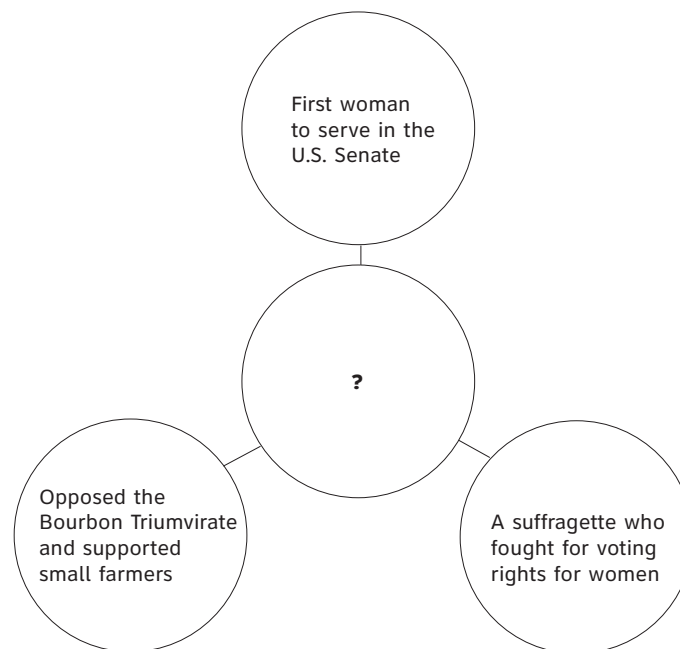 First woman
to serve in the
U.S. Senate
?
Opposed the
Bourbon Triumvirate
and supported
small farmers
A suffragette who
fought for voting
rights for women